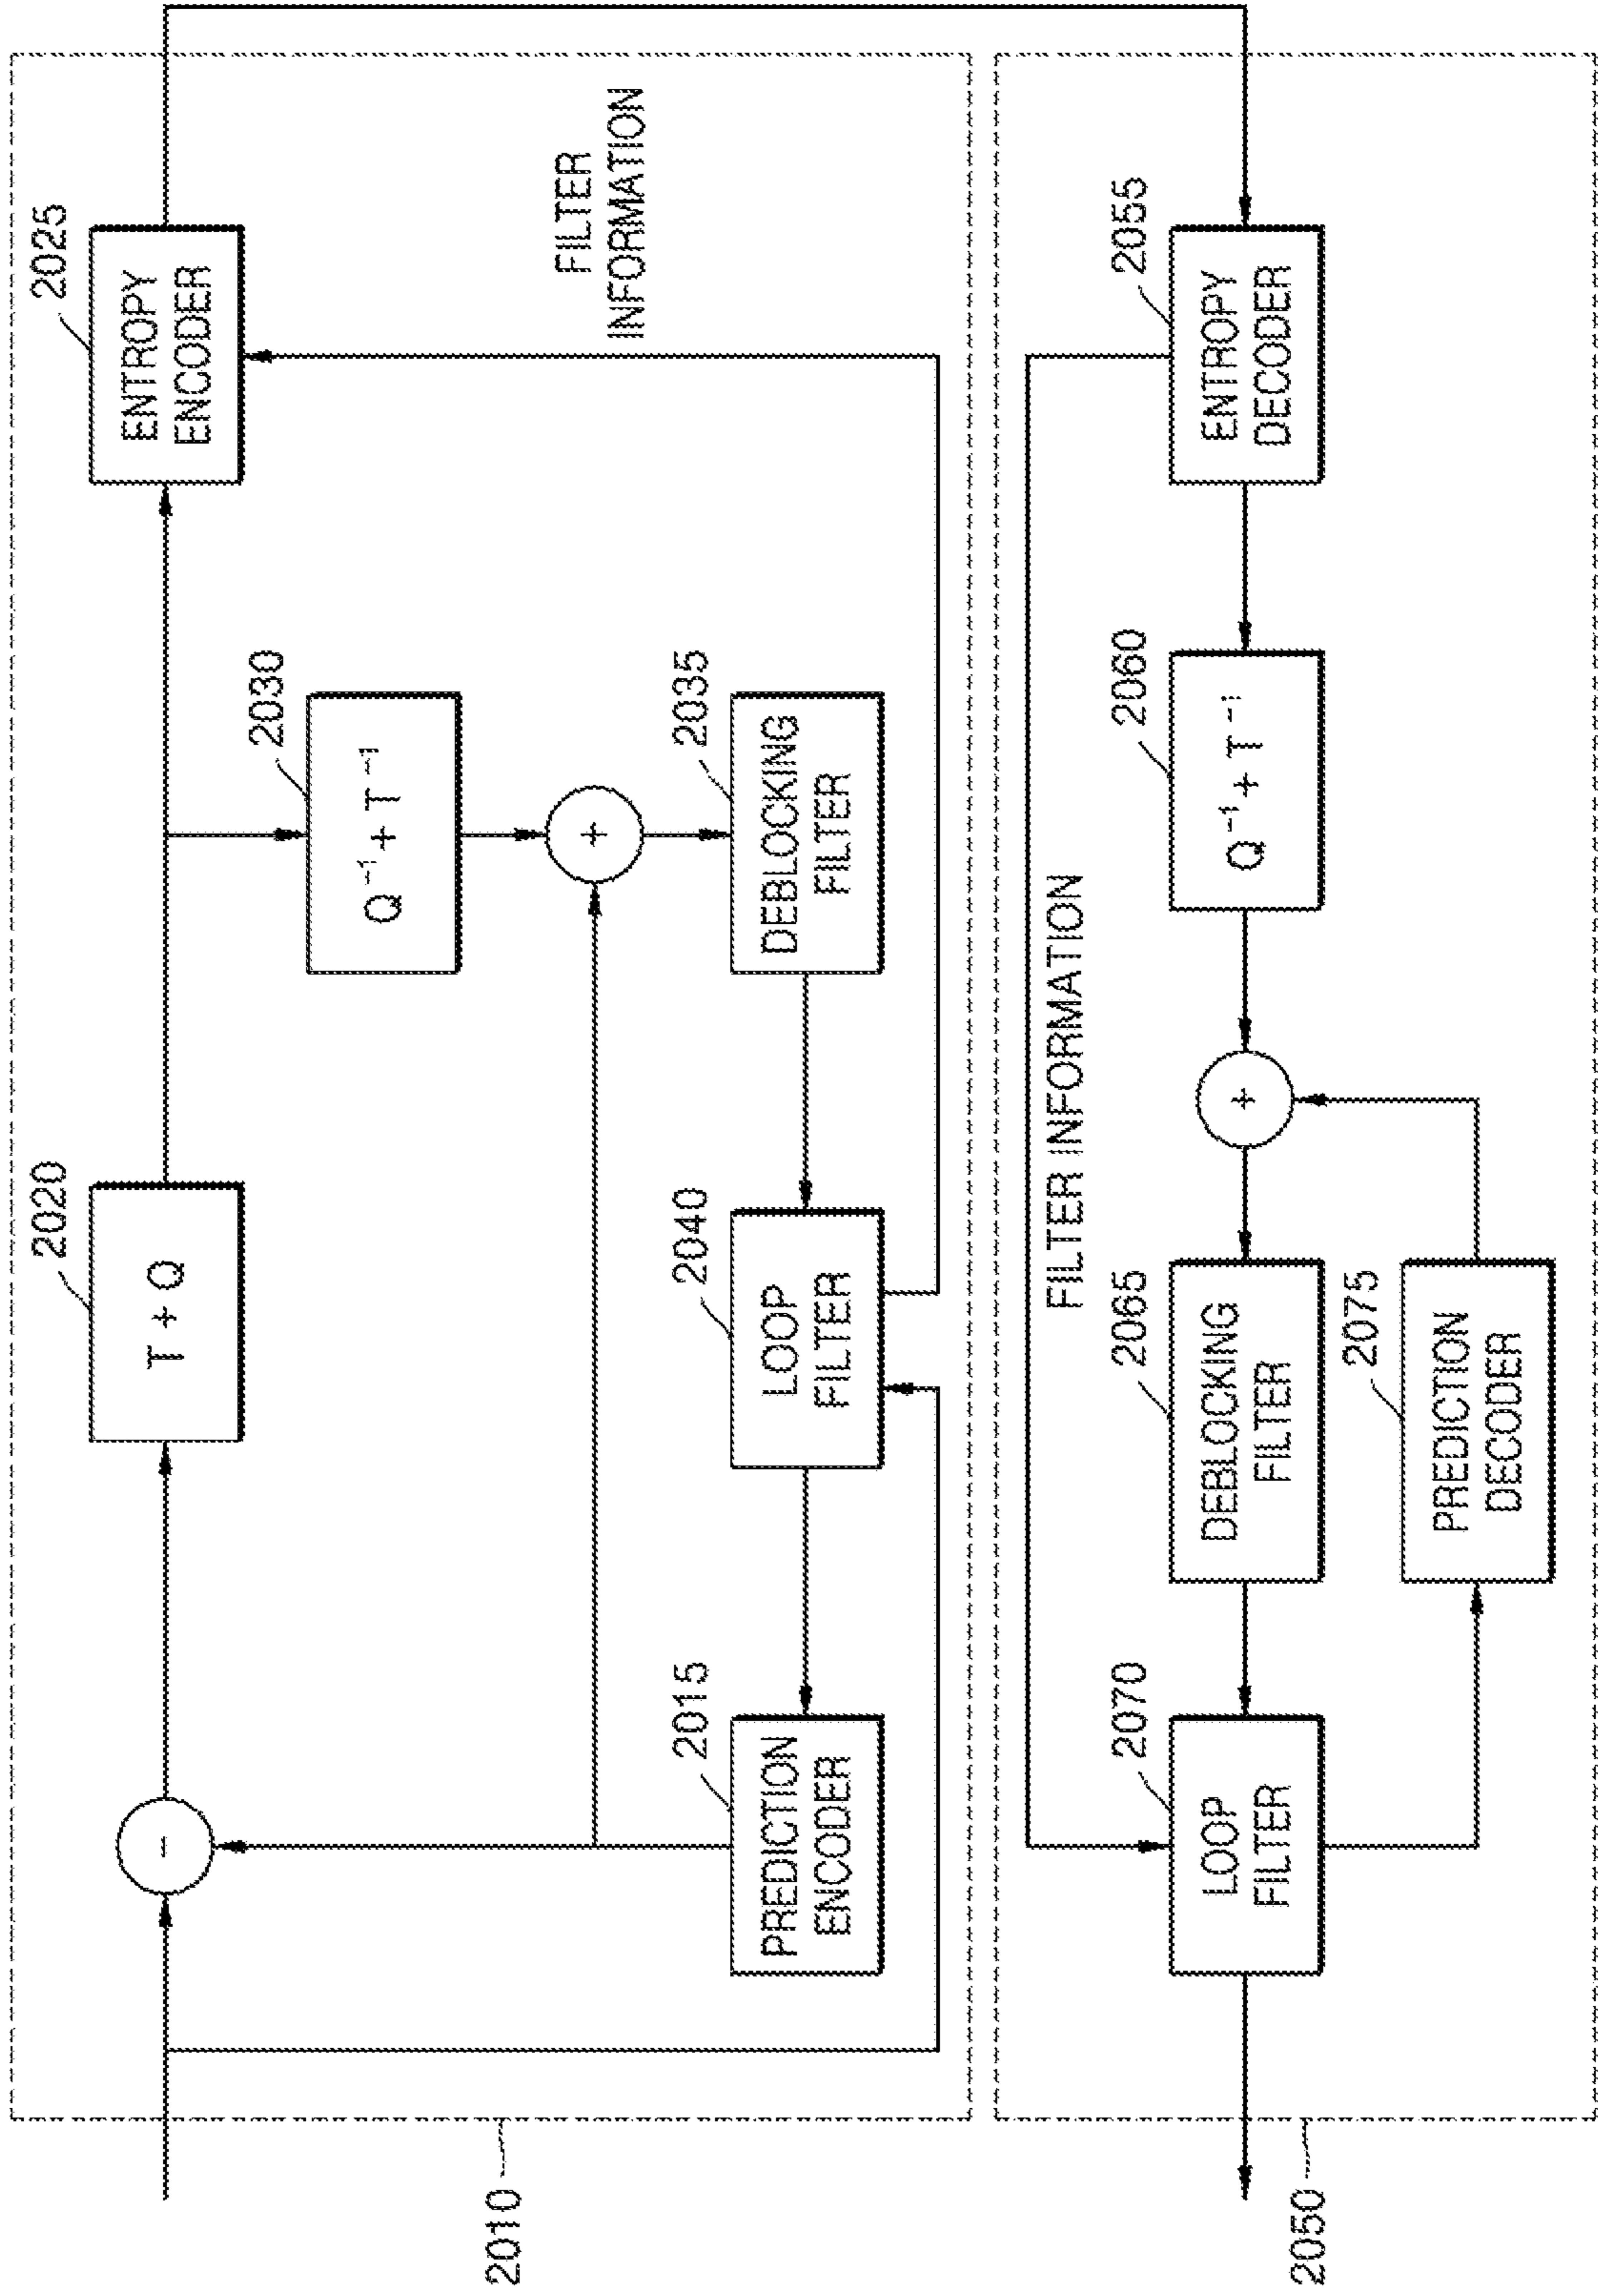 2010
2020
T + Q
2025
ENTROPY
ENCODER
-
2030
Q⁻¹ + T⁻¹
+
FILTER
INFORMATION
2015
PREDICTION
ENCODER
2040
LOOP
FILTER
2035
DEBLOCKING
FILTER
2050
FILTER INFORMATION
2070
LOOP
FILTER
2065
DEBLOCKING
FILTER
+
2060
Q⁻¹ + T⁻¹
2055
ENTROPY
DECODER
2075
PREDICTION
DECODER